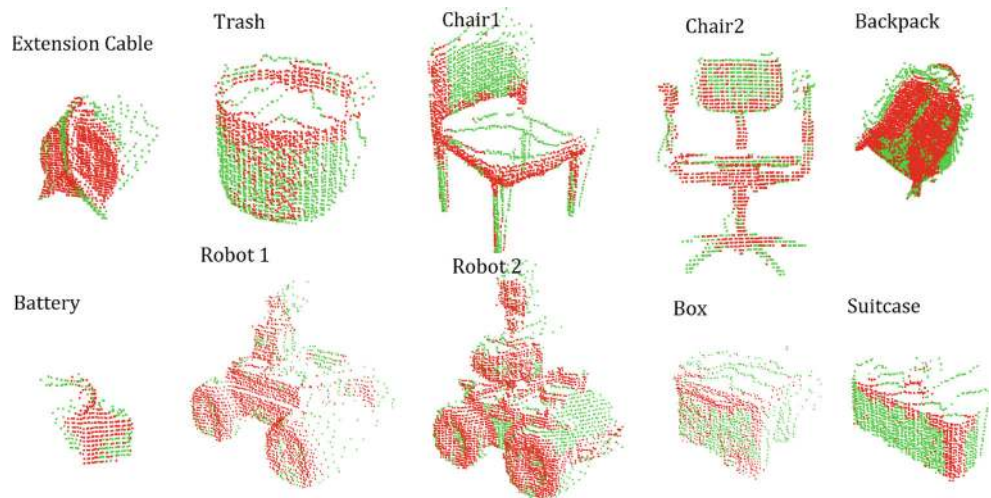 Extension Cable
Trash
Chair1
Chair2
Backpack
Battery
Robot 1
Robot 2
Box
Suitcase